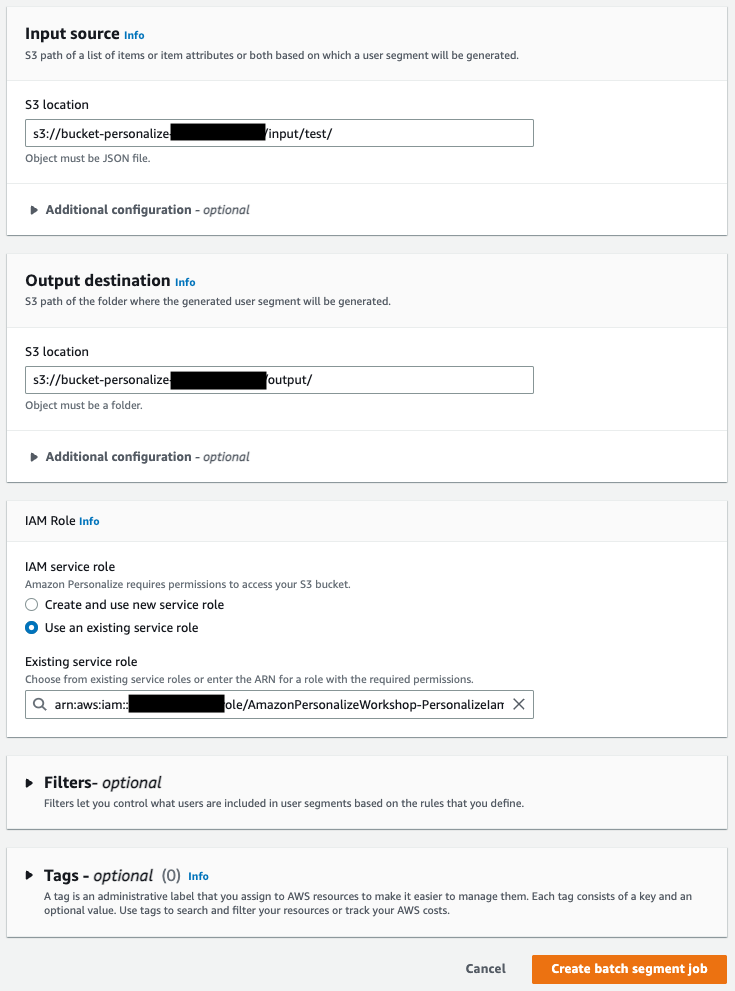 Input source Info
S3 path of a list of items or item attributes or both based on which a user segment will be generated.
S3 location
s3://bucket-personalize- /input/test/
Object must be JSON file.
Additional configuration - optional
Output destination Info
S3 path of the folder where the generated user segment will be generated.
S3 location
s3://bucket-personalize- /output/
Object must be a folder.
Additional configuration - optional
IAM Role Info
IAM service role
Amazon Personalize requires permissions to access your S3 bucket.
Create and use new service role
Use an existing service role
Existing service role
Choose from existing service roles or enter the ARN for a role with the required permissions.
arn:aws:iam:: ole/AmazonPersonalizeWorkshop-PersonalizeIam
Filters- optional
Filters let you control what users are included in user segments based on the rules that you define.
Tags - optional (0) Info
A tag is an administrative label that you assign to AWS resources to make it easier to manage them. Each tag consists of a key and an
optional value. Use tags to search and filter your resources or track your AWS costs.
Cancel
Create batch segment job